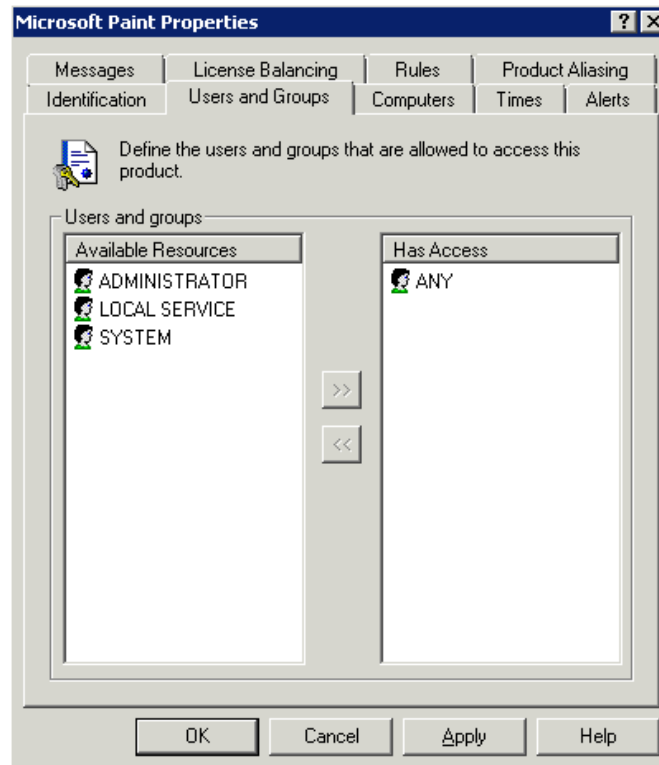 Microsoft Paint Properties
Messages License Balancing Rules Product Aliasing
Identification Users and Groups Computers Times Alerts
Define the users and groups that are allowed to access this
product.
Users and groups
Available Resources Has Access
ADMINISTRATOR ANY
LOCAL SERVICE
SYSTEM
>>
<<
OK Cancel Apply Help